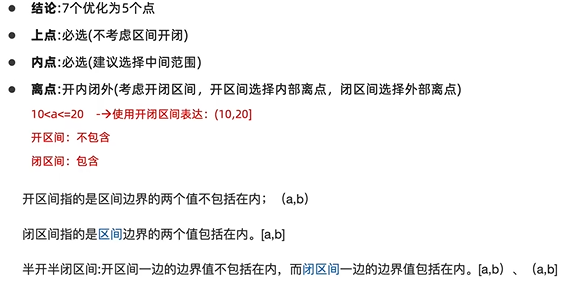 ● 结论:7个优化为5个点
● 上点:必选(不考虑区间开闭)
● 内点:必选(建议选择中间范围)
● 离点:开内闭外(考虑开闭区间，开区间选择内部离点，闭区间选择外部离点)
10<a<=20 -→使用开闭区间表达：(10,20]
开区间：不包含
闭区间：包含
开区间指的是区间边界的两个值不包括在内；（a,b）
闭区间指的是区间边界的两个值包括在内。[a,b]
半开半闭区间:开区间一边的边界值不包括在内，而闭区间一边的边界值包括在内。[a,b）、（a,b]